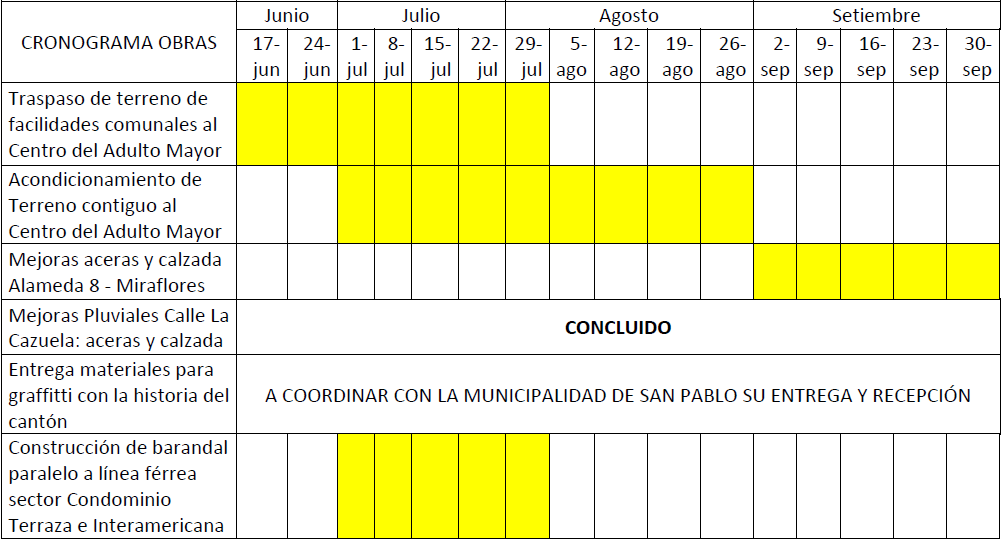 CRONOGRAMA OBRAS
Junio Julio Agosto Setiembre
17- 24- 1- 8- 15- 22- 29- 5- 12- 19- 26- 2- 9- 16- 23- 30-
jun jun jul jul jul jul jul ago ago ago ago sep sep sep sep sep
Traspaso de terreno de
facilidades comunales al
Centro del Adulto Mayor
Acondicionamiento de
Terreno contiguo al
Centro del Adulto Mayor
Mejoras aceras y calzada
Alameda 8 - Miraflores
Mejoras Pluviales Calle La
Cazuela: aceras y calzada
CONCLUIDO
Entrega materiales para
graffitti con la historia del
cantón
A COORDINAR CON LA MUNICIPALIDAD DE SAN PABLO SU ENTREGA Y RECEPCIÓN
Construcción de barandal
paralelo a línea férrea
sector Condominio
Terraza e Interamericana